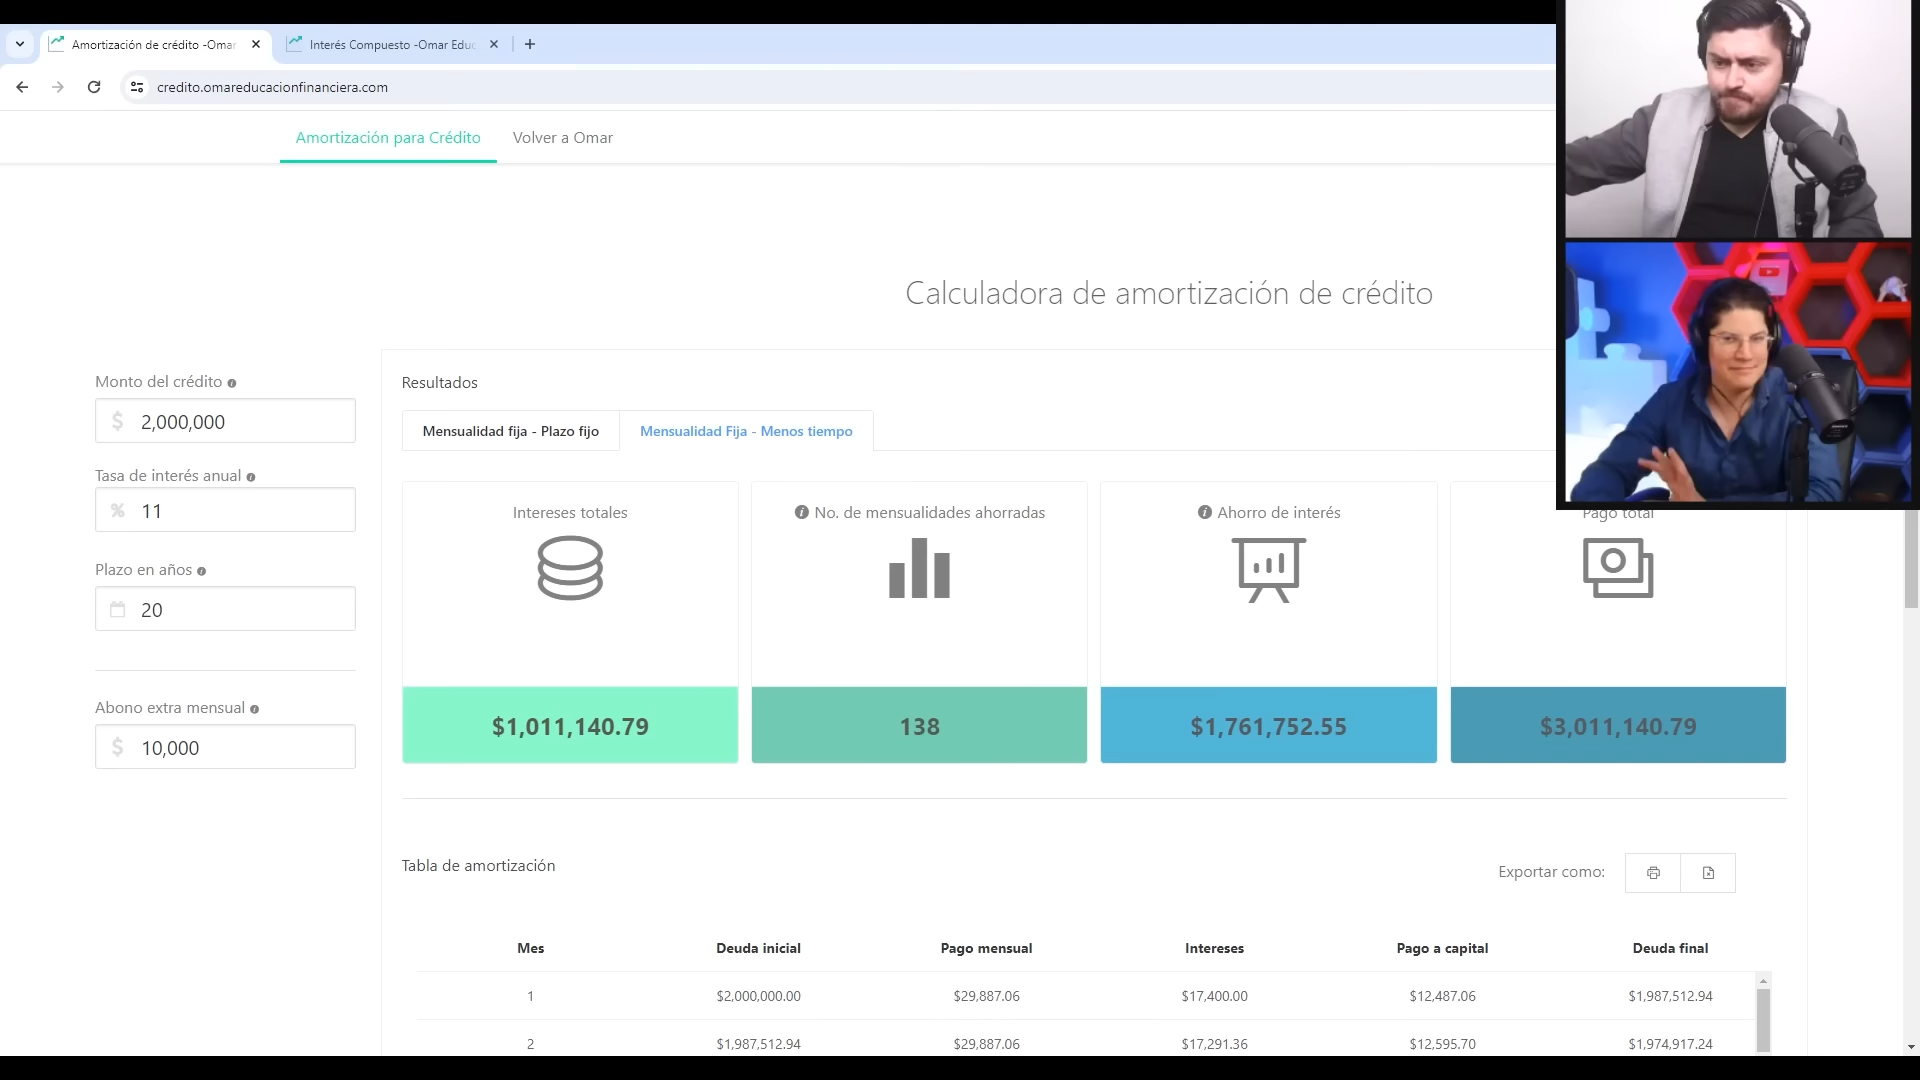 Amortización de crédito -Omar
Interés Compuesto -Omar Educ
credito.omareducacionfinanciera.com
Amortización para Crédito
Volver a Omar
Calculadora de amortización de crédito
Monto del crédito
$ 2,000,000
Tasa de interés anual
% 11
Plazo en años
20
Abono extra mensual
$ 10,000
Resultados
Mensualidad fija - Plazo fijo
Mensualidad Fija - Menos tiempo
Intereses totales
$1,011,140.79
No. de mensualidades ahorradas
138
Ahorro de interés
$1,761,752.55
Pago total
$3,011,140.79
Tabla de amortización
Exportar como:
Mes Deuda inicial Pago mensual Intereses Pago a capital Deuda final
1 $2,000,000.00 $29,887.06 $17,400.00 $12,487.06 $1,987,512.94
2 $1,987,512.94 $29,887.06 $17,291.36 $12,595.70 $1,974,917.24